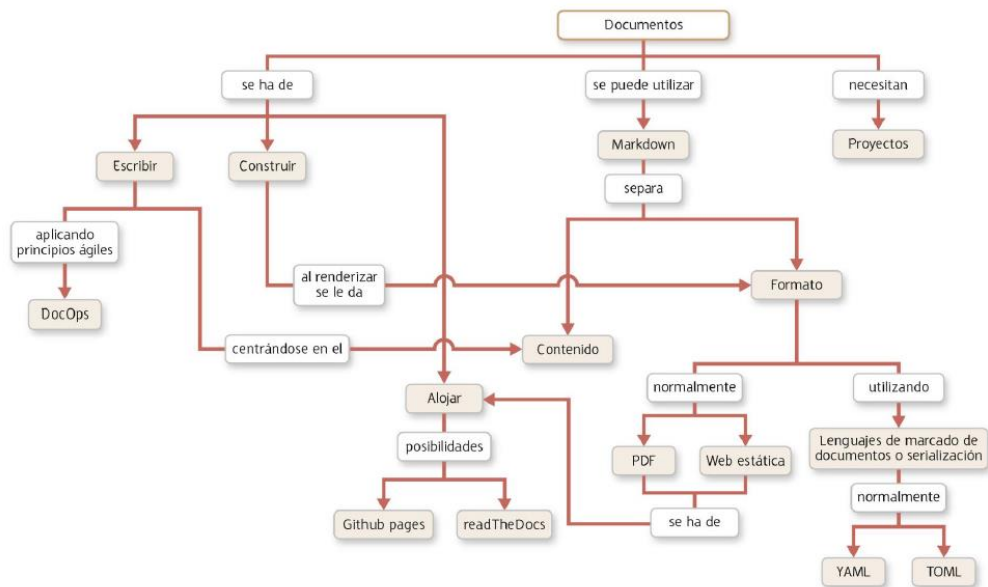 Documentos
se ha de
se puede utilizar
necesitan
Escribir
Construir
Markdown
Proyectos
separa
aplicando
principios ágiles
al renderizar
se le da
Formato
DocOps
centrándose en el
Contenido
normalmente
utilizando
Alojar
posibilidades
PDF
Web estática
Lenguajes de marcado de
documentos o serialización
normalmente
Github pages
readTheDocs
se ha de
YAML
TOML